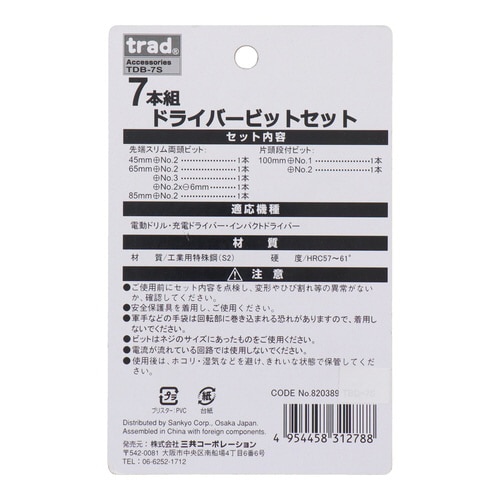 trad®
Accessories
TDB-7S
7本組
ドライバービットセット
セット内容
先端スリム両頭ビット:
45mm⊕No.2 1本
65mm⊕No.2 1本
⊕No.3 1本
⊕No.2x⊖6mm 1本
85mm⊕No.2 1本
片頭段付ビット:
100mm⊕No.1 1本
⊕No.2 1本
適応機種
電動ドリル・充電ドライバー・インパクトドライバー
材 質
材 質/工業用特殊鋼(S2) 硬 度/HRC57〜61°
注 意
●ご使用前にセット内容を点検し、変形やひび割れ等の異常がない
か、確認してください。
●安全保護具を着用し、ご使用ください。
●軍手などの手袋は回転部に巻き込まれる恐れがありますので、着用し
ないでください。
●ビットはネジのサイズにあったものをご使用ください。
●電流が流れている回路では使用しないでください。
●使用後は、ホコリ・湿気などを避け、きれいな状態で保管してくだ
さい。
プラ
ブリスター:PVC
紙
台紙
CODE No.820389
Distributed by Sankyo Corp., Osaka Japan.
Assembled in China with foreign components.
発売元:株式会社 三共コーポレーション
〒542-0081 大阪市中央区南船場4丁目6番6号
TEL: 06-6252-1712
4 954458 312788